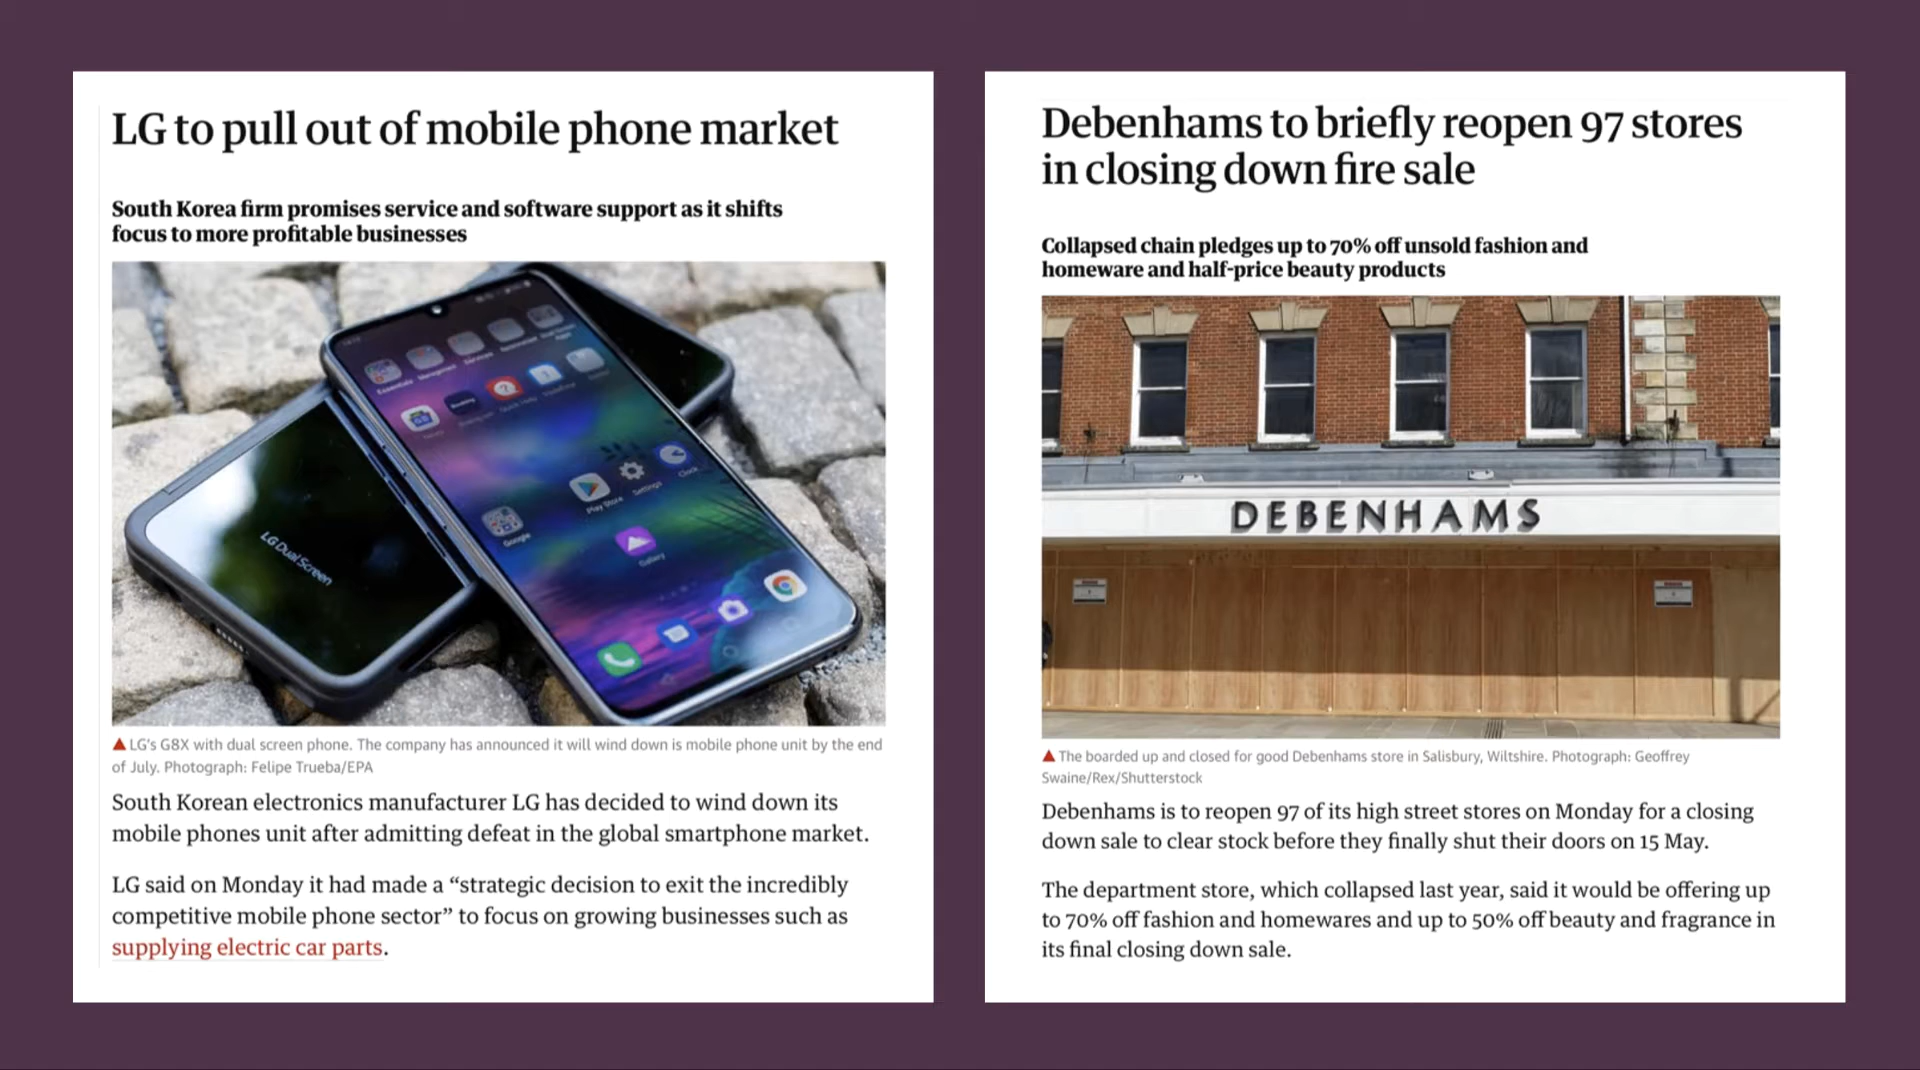 LG to pull out of mobile phone market
South Korea firm promises service and software support as it shifts
focus to more profitable businesses
Essentials
Management
Services
Google
Play Store
Settings
Clock
Gallery
LG Dual Screen
▲ LG's G8X with dual screen phone. The company has announced it will wind down is mobile phone unit by the end
of July. Photograph: Felipe Trueba/EPA
South Korean electronics manufacturer LG has decided to wind down its
mobile phones unit after admitting defeat in the global smartphone market.
LG said on Monday it had made a “strategic decision to exit the incredibly
competitive mobile phone sector” to focus on growing businesses such as
supplying electric car parts.
Debenhams to briefly reopen 97 stores
in closing down fire sale
Collapsed chain pledges up to 70% off unsold fashion and
homeware and half-price beauty products
DEBENHAMS
▲ The boarded up and closed for good Debenhams store in Salisbury, Wiltshire. Photograph: Geoffrey
Swaine/Rex/Shutterstock
Debenhams is to reopen 97 of its high street stores on Monday for a closing
down sale to clear stock before they finally shut their doors on 15 May.
The department store, which collapsed last year, said it would be offering up
to 70% off fashion and homewares and up to 50% off beauty and fragrance in
its final closing down sale.